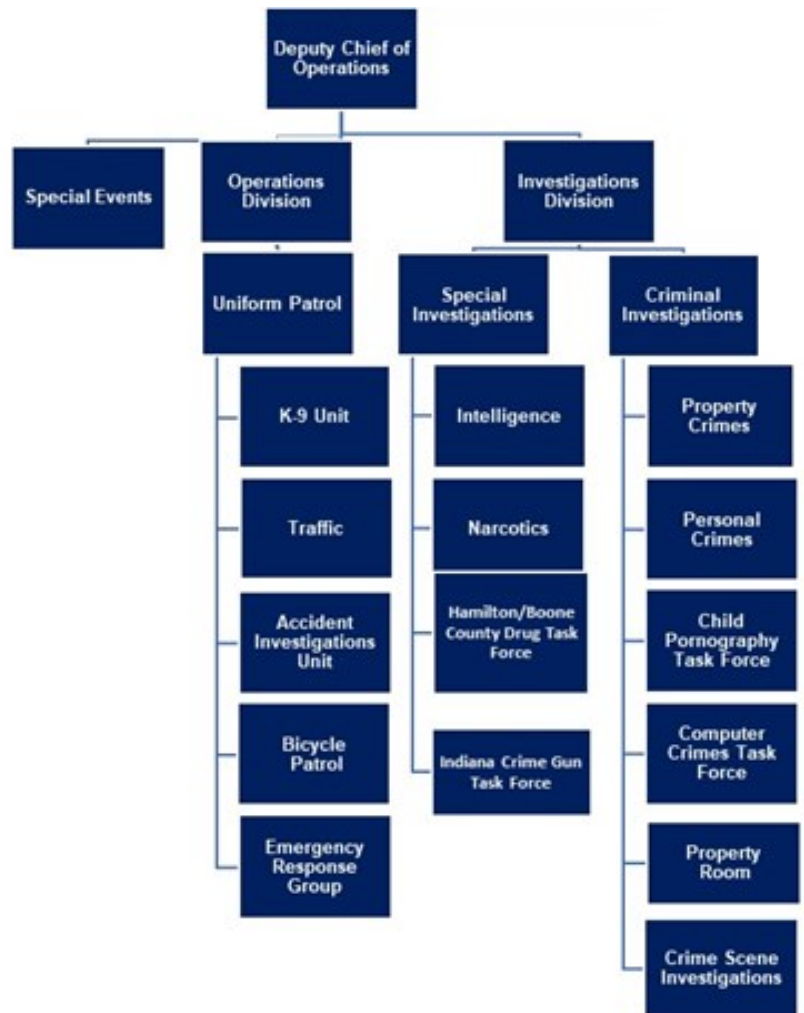 Deputy Chief of
Operations
Special Events
Operations
Division
Investigations
Division
Uniform Patrol
Special
Investigations
Criminal
Investigations
K-9 Unit
Intelligence
Property
Crimes
Traffic
Narcotics
Personal
Crimes
Accident
Investigations
Unit
Hamilton/Boone
County Drug Task
Force
Child
Pornography
Task Force
Bicycle
Patrol
Indiana Crime Gun
Task Force
Computer
Crimes Task
Force
Emergency
Response
Group
Property
Room
Crime Scene
Investigations